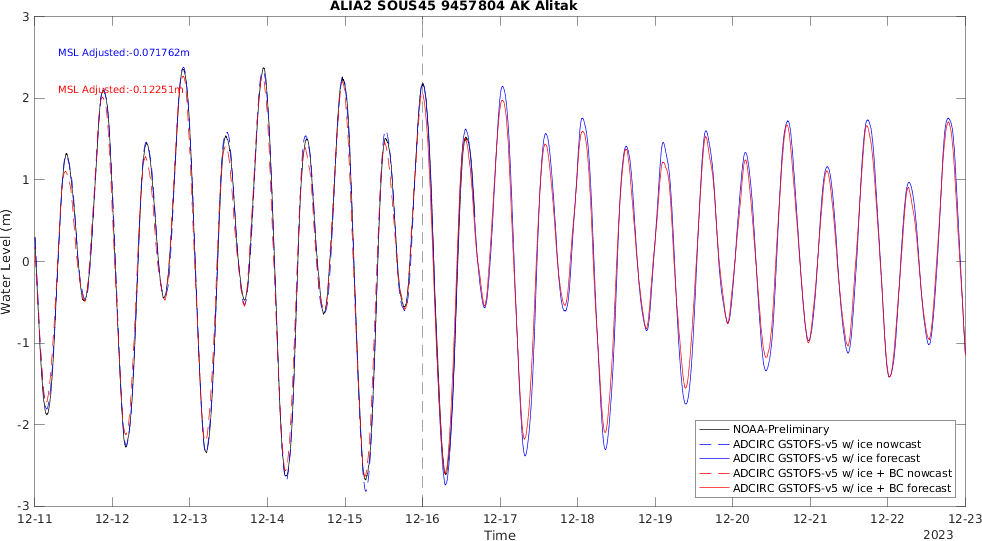 ALIA2 SOUS45 9457804 AK Alitak
MSL Adjusted:-0.071762m
MSL Adjusted:-0.12251m
Water Level (m)
3
2
1
0
-1
-2
-3
NOAA-Preliminary
ADCIRC GSTOFS-v5 w/ ice nowcast
ADCIRC GSTOFS-v5 w/ ice forecast
ADCIRC GSTOFS-v5 w/ ice + BC nowcast
ADCIRC GSTOFS-v5 w/ ice + BC forecast
12-11 12-12 12-13 12-14 12-15 12-16 12-17 12-18 12-19 12-20 12-21 12-22 12-23
Time
2023